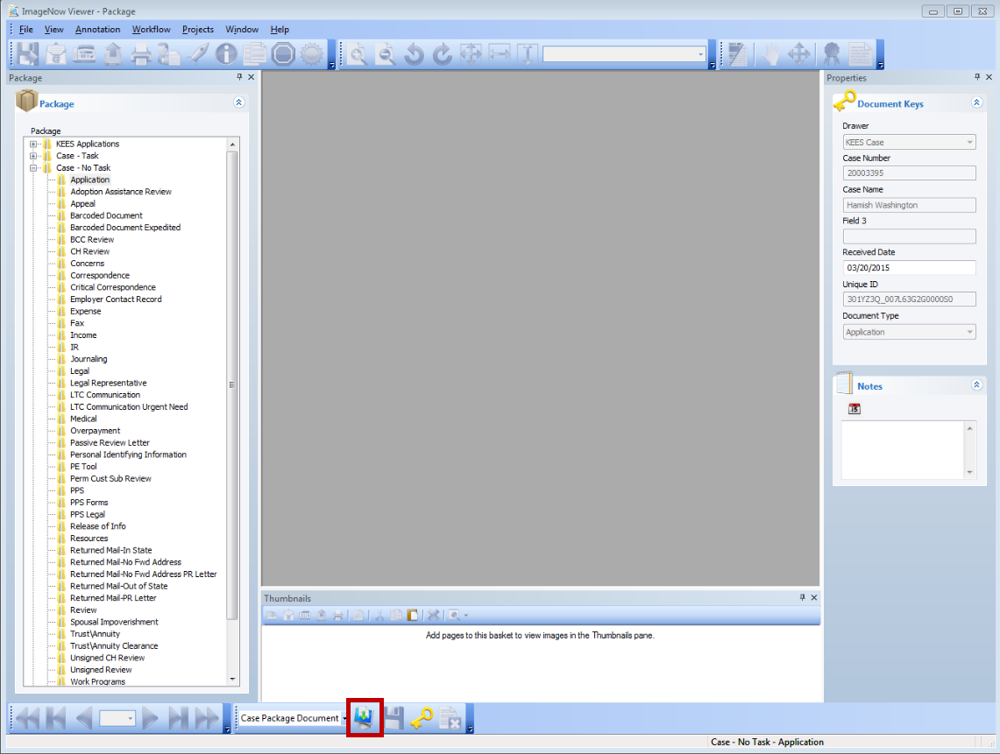 ImageNow Viewer - Package
File View Annotation Workflow Projects Window Help
Package
Package
Package
KEES Applications
Case - Task
Case - No Task
Application
Adoption Assistance Review
Appeal
Barcoded Document
Barcoded Document Expedited
BCC Review
CH Review
Concerns
Correspondence
Critical Correspondence
Employer Contact Record
Expense
Fax
Income
IR
Journaling
Legal
Legal Representative
LTC Communication
LTC Communication Urgent Need
Medical
Overpayment
Passive Review Letter
Personal Identifying Information
PE Tool
Perm Cust Sub Review
PPS
PPS Forms
PPS Legal
Release of Info
Resources
Returned Mail-In State
Returned Mail-No Fwd Address
Returned Mail-No Fwd Address PR Letter
Returned Mail-Out of State
Returned Mail-PR Letter
Review
Spousal Impoverishment
Trust\Annuity
Trust\Annuity Clearance
Unsigned CH Review
Unsigned Review
Work Programs
Thumbnails
Add pages to this basket to view images in the Thumbnails pane.
Properties
Document Keys
Drawer
KEES Case
Case Number
20003395
Case Name
Hamish Washington
Field 3
Received Date
03/20/2015
Unique ID
301YZ3Q_007L63G2G0000S0
Document Type
Application
Notes
15
Case Package Document
Case - No Task - Application